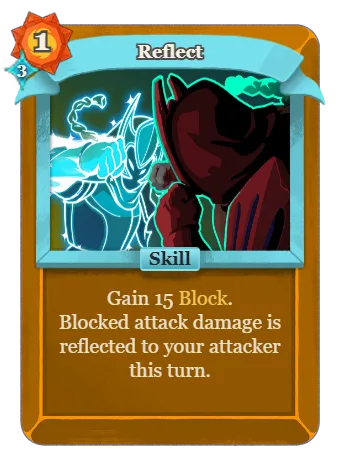 1
3
Reflect
Skill
Gain 15 Block.
Blocked attack damage is
reflected to your attacker
this turn.